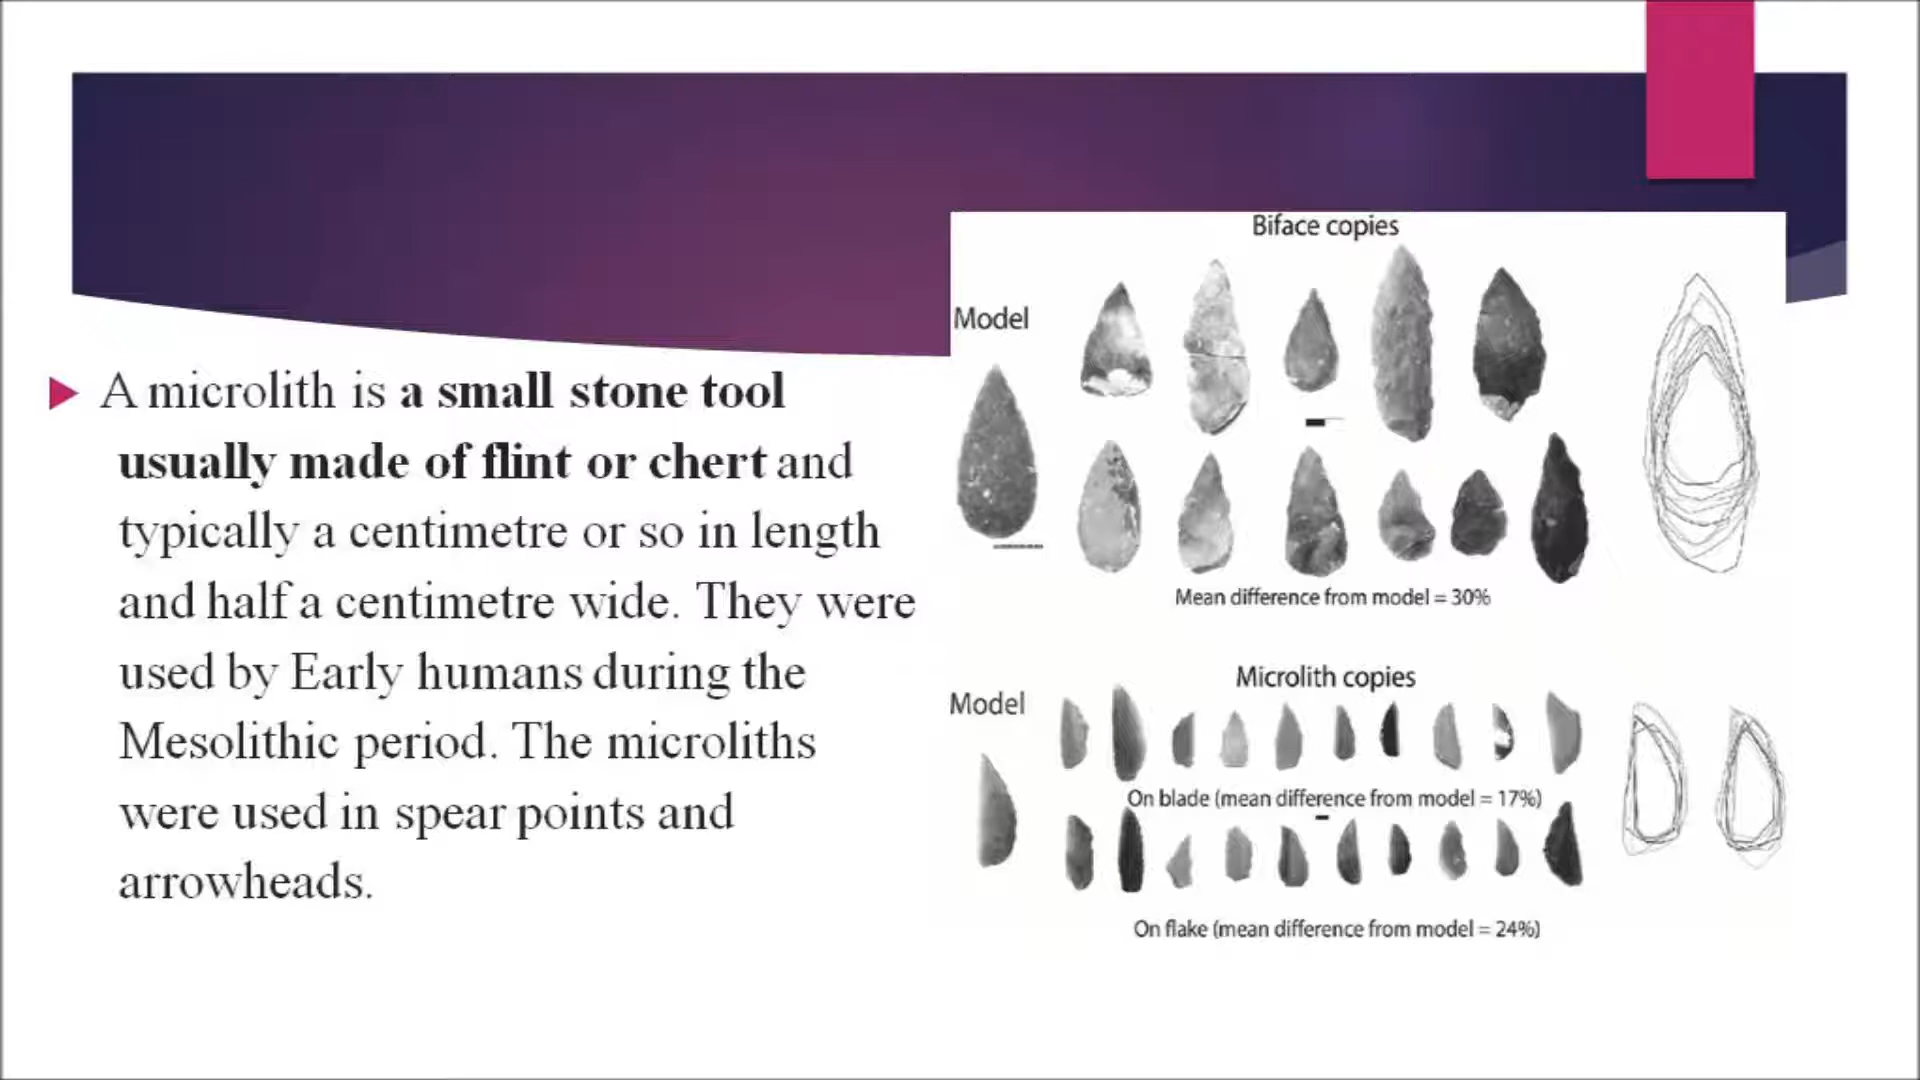 A microlith is a small stone tool
usually made of flint or chert and
typically a centimetre or so in length
and half a centimetre wide. They were
used by Early humans during the
Mesolithic period. The microliths
were used in spear points and
arrowheads.
Biface copies
Model
Mean difference from model = 30%
Microlith copies
Model
On blade (mean difference from model = 17%)
On flake (mean difference from model = 24%)